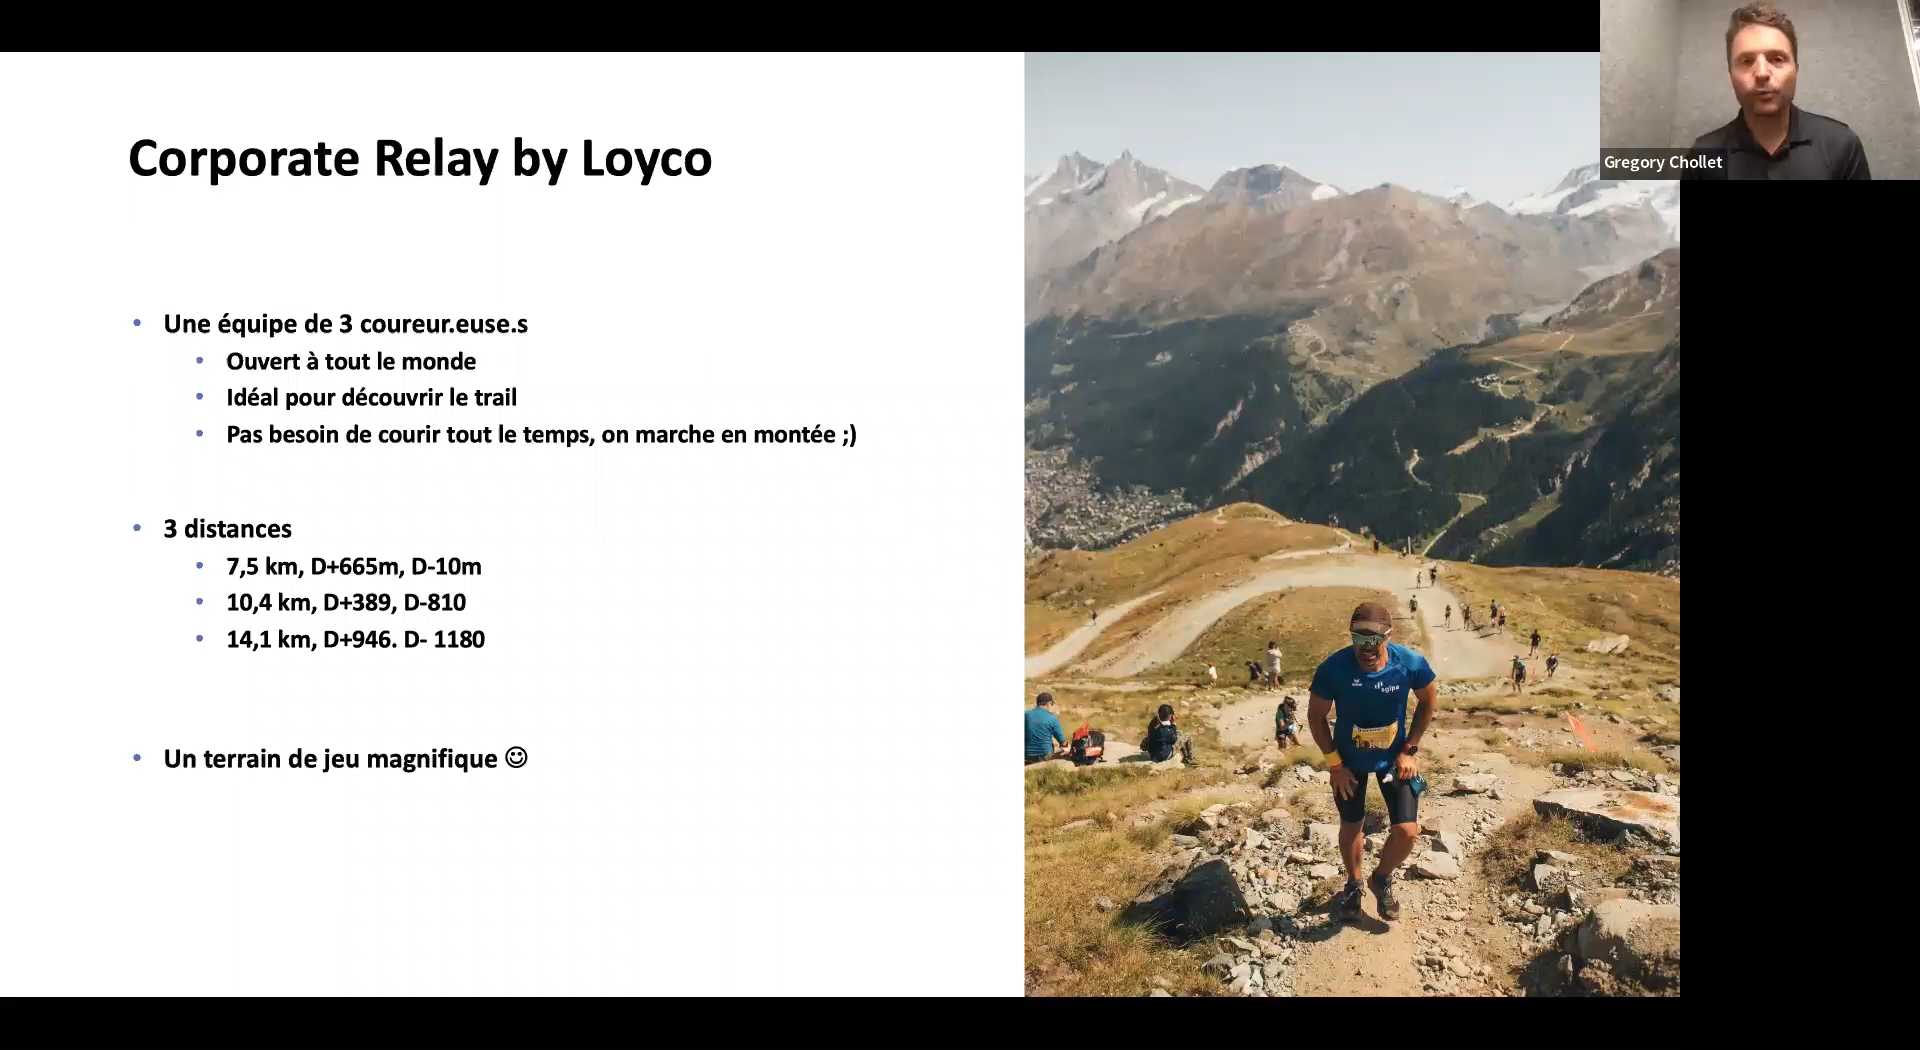 Corporate Relay by Loyco
Une équipe de 3 coureur.euse.s
Ouvert à tout le monde
Idéal pour découvrir le trail
Pas besoin de courir tout le temps, on marche en montée ;)
3 distances
7,5 km, D+665m, D-10m
10,4 km, D+389, D-810
14,1 km, D+946. D- 1180
Un terrain de jeu magnifique ☺
Gregory Chollet
sgipa